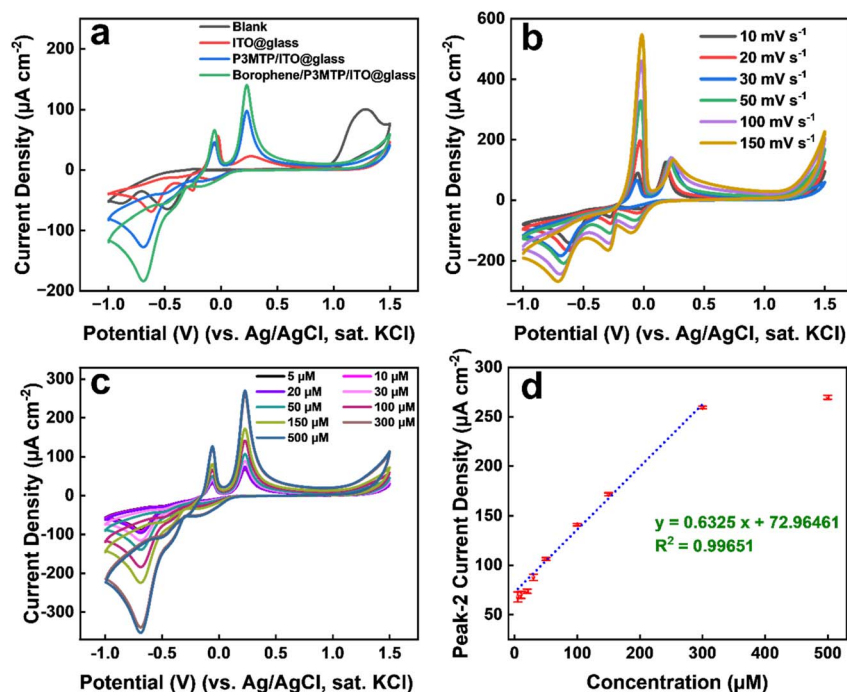 a
Blank
ITO@glass
P3MTP/ITO@glass
Borophene/P3MTP/ITO@glass
Current Density (µA cm⁻²)
200
100
0
−100
−200
−1.0 −0.5 0.0 0.5 1.0 1.5
Potential (V) (vs. Ag/AgCl, sat. KCl)
b
10 mV s⁻¹
20 mV s⁻¹
30 mV s⁻¹
50 mV s⁻¹
100 mV s⁻¹
150 mV s⁻¹
Current Density (µA cm⁻²)
600
400
200
0
−200
−1.0 −0.5 0.0 0.5 1.0 1.5
Potential (V) (vs. Ag/AgCl, sat. KCl)
c
5 µM 10 µM
20 µM 30 µM
50 µM 100 µM
150 µM 300 µM
500 µM
Current Density (µA cm⁻²)
300
200
100
0
-100
-200
-300
-1.0 -0.5 0.0 0.5 1.0 1.5
Potential (V) (vs. Ag/AgCl, sat. KCl)
d
Peak-2 Current Density (µA cm⁻²)
300
250
200
150
100
50
y = 0.6325 x + 72.96461
R² = 0.99651
0 100 200 300 400 500
Concentration (µM)